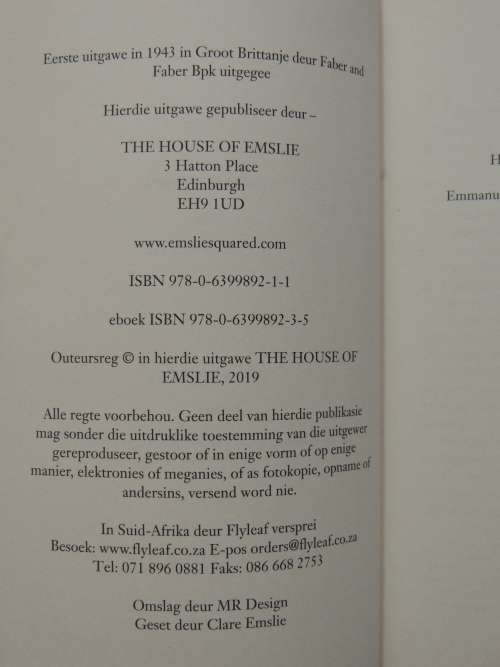 Eerste uitgawe in 1943 in Groot Brittanje deur Faber and
Faber Bpk uitgegee
Hierdie uitgawe gepubliseer deur –
THE HOUSE OF EMSLIE
3 Hatton Place
Edinburgh
EH9 1UD
www.emsliesquared.com
ISBN 978-0-6399892-1-1
eboek ISBN 978-0-6399892-3-5
Outeursreg © in hierdie uitgawe THE HOUSE OF
EMSLIE, 2019
Alle regte voorbehou. Geen deel van hierdie publikasie
mag sonder die uitdruklike toestemming van die uitgewer
gereproduseer, gestoor of in enige vorm of op enige
manier, elektronies of meganies, of as fotokopie, opname of
andersins, versend word nie.
In Suid-Afrika deur Flyleaf versprei
Besoek: www.flyleaf.co.za E-pos orders@flyleaf.co.za
Tel: 071 896 0881 Faks: 086 668 2753
Omslag deur MR Design
Geset deur Clare Emslie
H
Emmanu